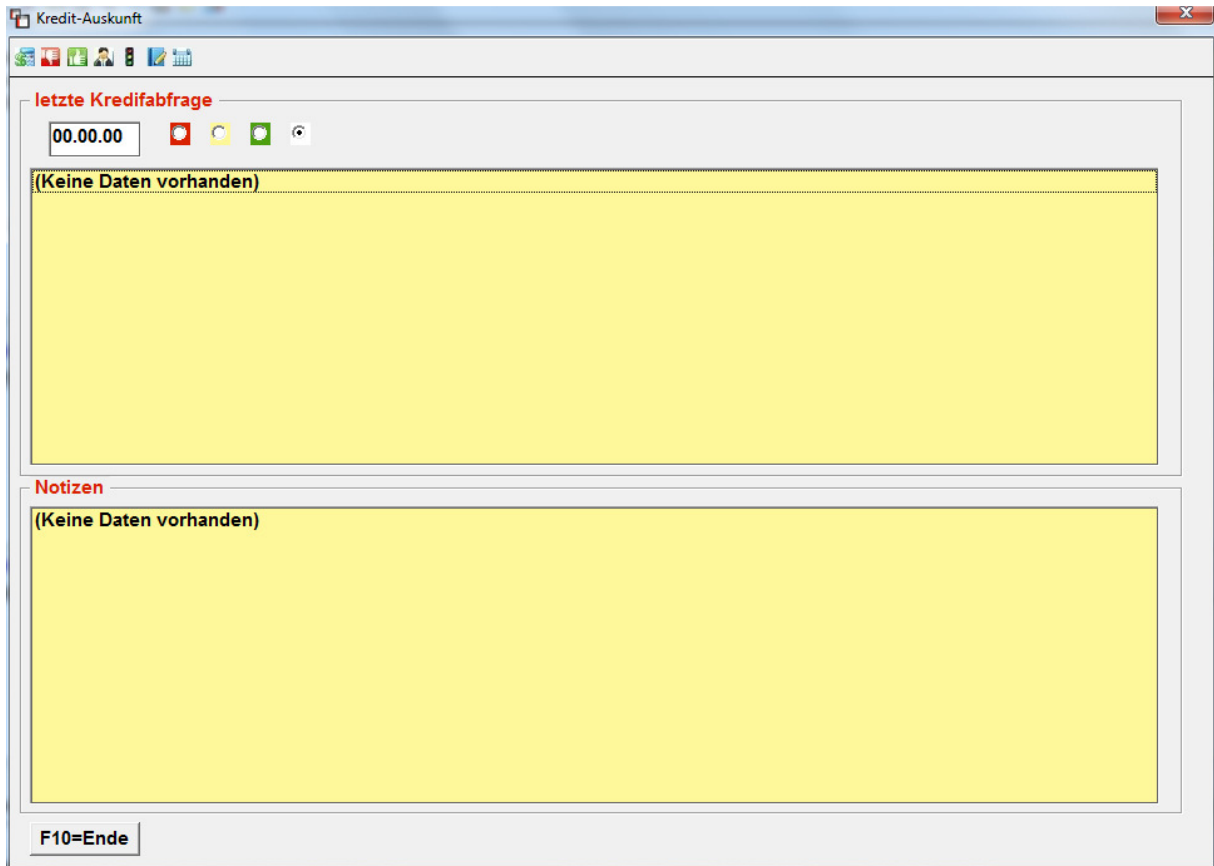 Kredit-Auskunft
letzte Kredifabfrage
00.00.00
(Keine Daten vorhanden)
Notizen
(Keine Daten vorhanden)
F10=Ende